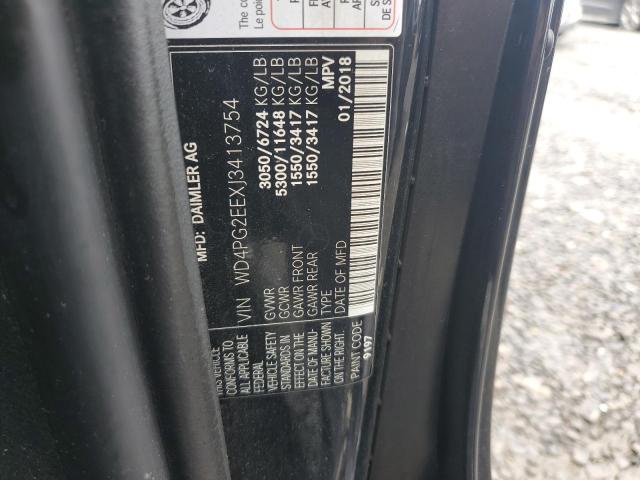 MFD: DAIMLER AG
VIN WD4PG2EEXJ3413754
GVWR 3050/6724 KG/LB
GCWR 5300/11648 KG/LB
GAWR FRONT 1550/3417 KG/LB
GAWR REAR 1550/3417 KG/LB
TYPE MPV
DATE OF MFD 01/2018
THIS VEHICLE
CONFORMS TO
ALL APPLICABLE
FEDERAL
VEHICLE SAFETY
STANDARDS IN
EFFECT ON THE
DATE OF MANU-
FACTURE SHOWN
ON THE RIGHT.
PAINT CODE
9197
Le